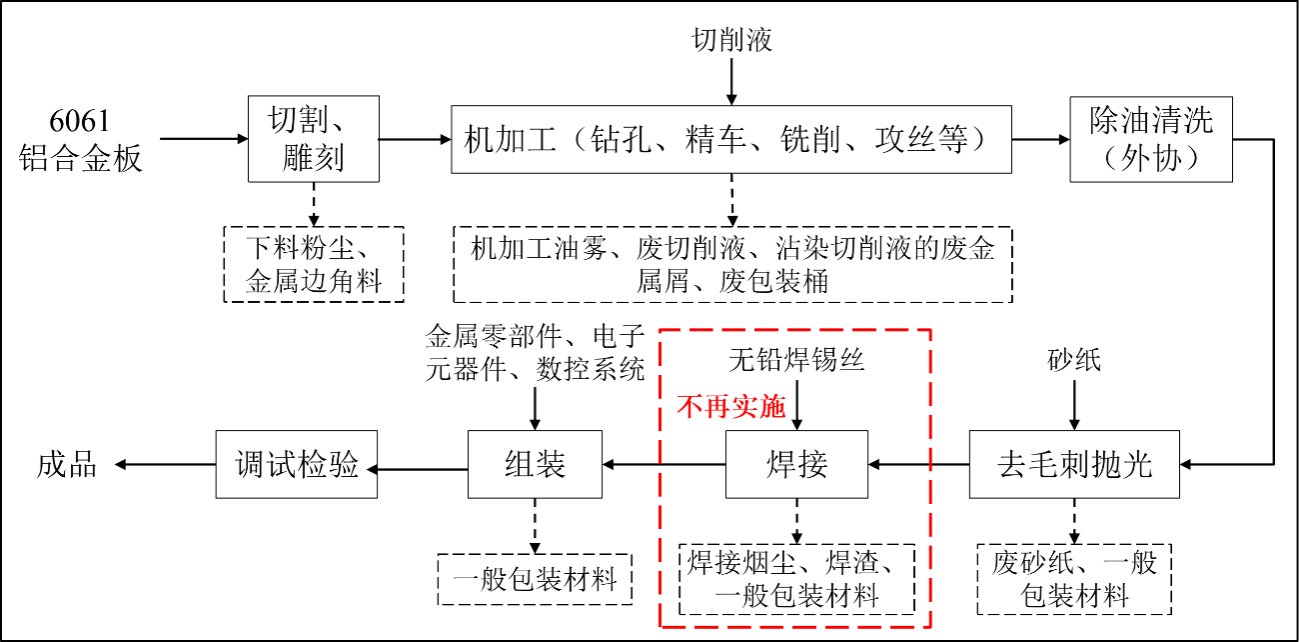 切削液
6061
铝合金板
切割、
雕刻
机加工（钻孔、精车、铣削、攻丝等）
除油清洗
（外协）
下料粉尘、
金属边角料
机加工油雾、废切削液、沾染切削液的废金
属屑、废包装桶
金属零部件、电子
元器件、数控系统
无铅焊锡丝
砂纸
不再实施
成品
调试检验
组装
焊接
去毛刺抛光
一般包装材料
焊接烟尘、焊渣、
一般包装材料
废砂纸、一般
包装材料